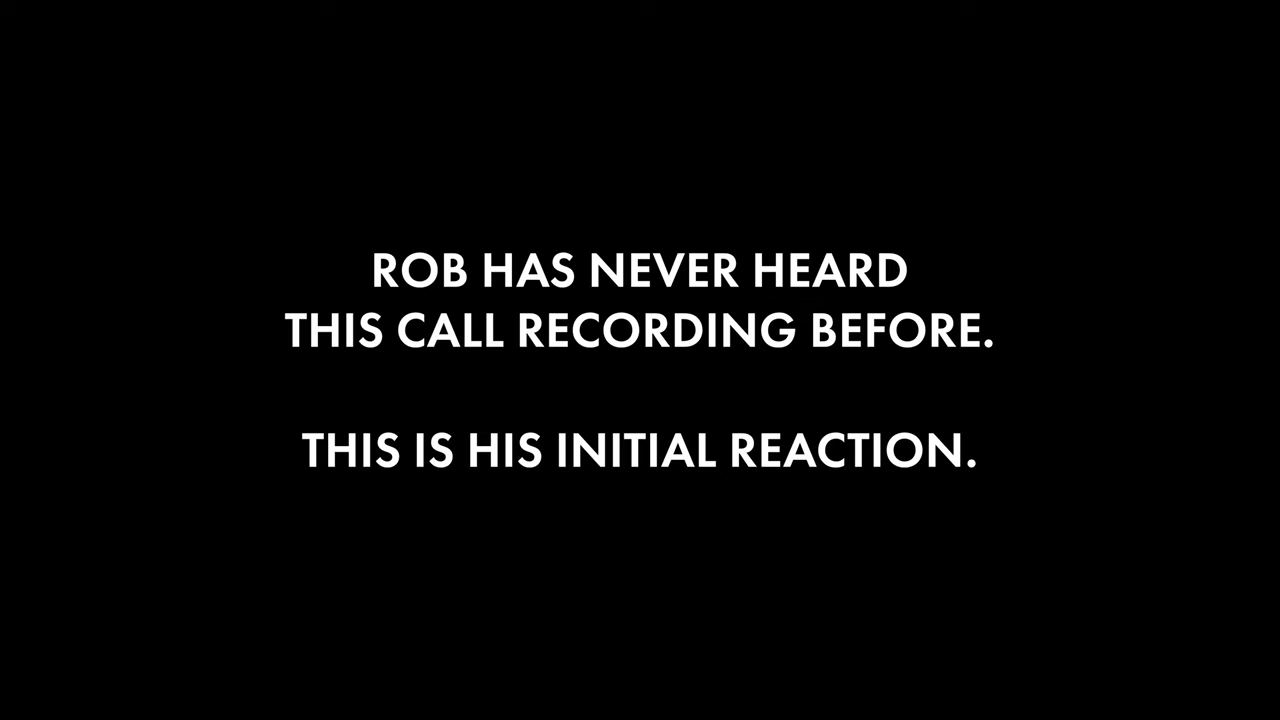 ROB HAS NEVER HEARD
THIS CALL RECORDING BEFORE.
THIS IS HIS INITIAL REACTION.